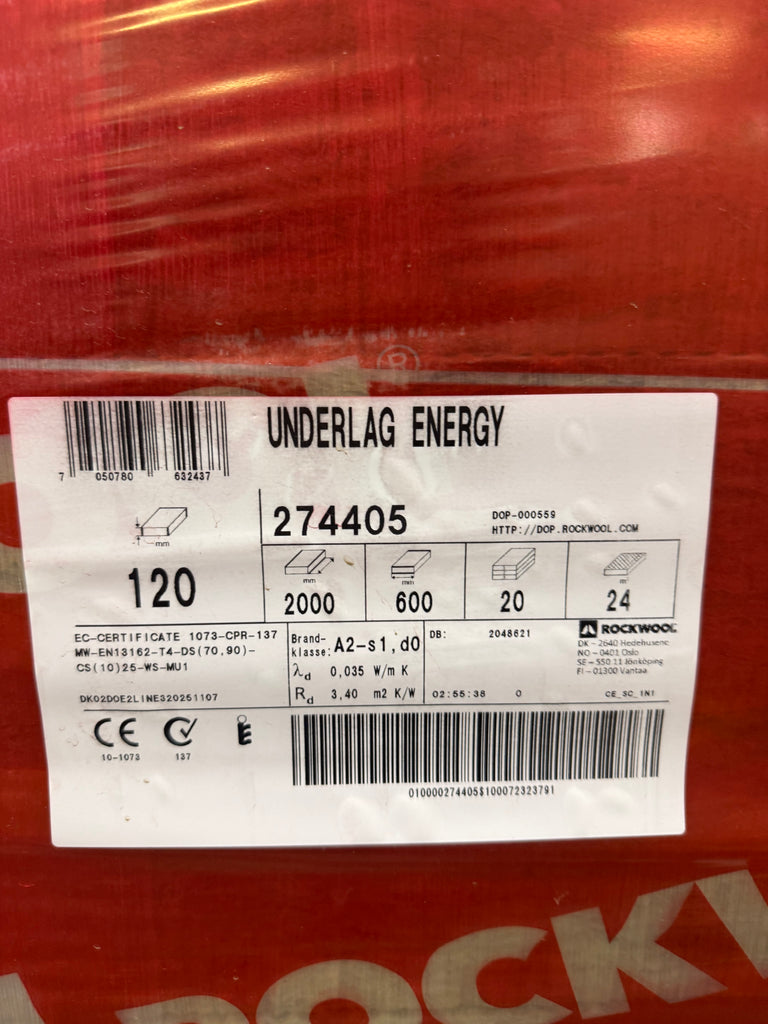 ®
UNDERLAG ENERGY
7 050780 632437
274405
DOP-000559
HTTP://DOP.ROCKWOOL.COM
mm
120
mm
2000
mm
600
20
m²
24
EC-CERTIFICATE 1073-CPR-137
MW-EN13162-T4-DS(70,90)-
CS(10)25-WS-MU1
DK02DOE2LINE320251107
Brand-
klasse: A2-s1,d0
λd 0,035 W/m K
Rd 3,40 m2 K/W
DB: 2048621
02:55:38 0
ROCKWOOL
DK - 2640 Hedehusene
NO - 0401 Oslo
SE - 550 11 Jönköping
FI - 01300 Vantaa
CE_SC_IN1
CE
10-1073
137
010000274405$100072323791
ROCKW